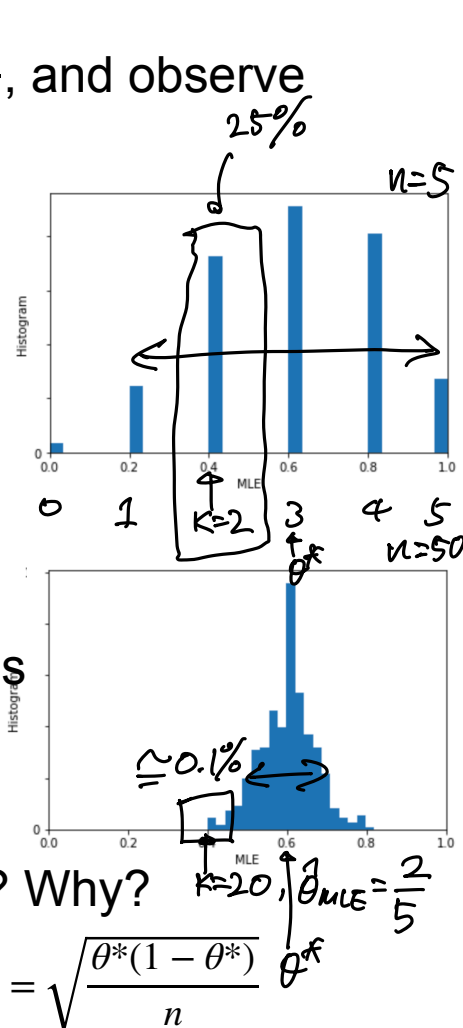 , and observe
25%
n=5
Histogram
0
0.0 0.2 0.4 0.6 0.8 1.0
MLE
0 1 K=2 3 4 5
n=50
θ*
s
Histogram
≃0.1%
0
0.0 0.2 0.6 0.8 1.0
MLE
? Why?
K=20, θ̂MLE = 2/5
θ*
= √(θ*(1 − θ*)/n)